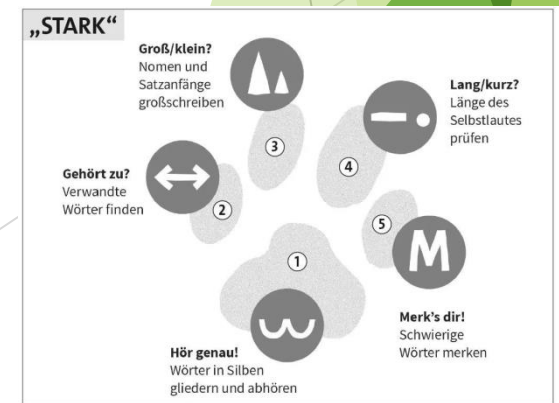 „STARK“
Groß/klein?
Nomen und
Satzanfänge
großschreiben
Lang/kurz?
Länge des
Selbstlautes
prüfen
3
4
Gehört zu?
Verwandte
Wörter finden
2
5
M
1
Merk’s dir!
Schwierige
Wörter merken
Hör genau!
Wörter in Silben
gliedern und abhören